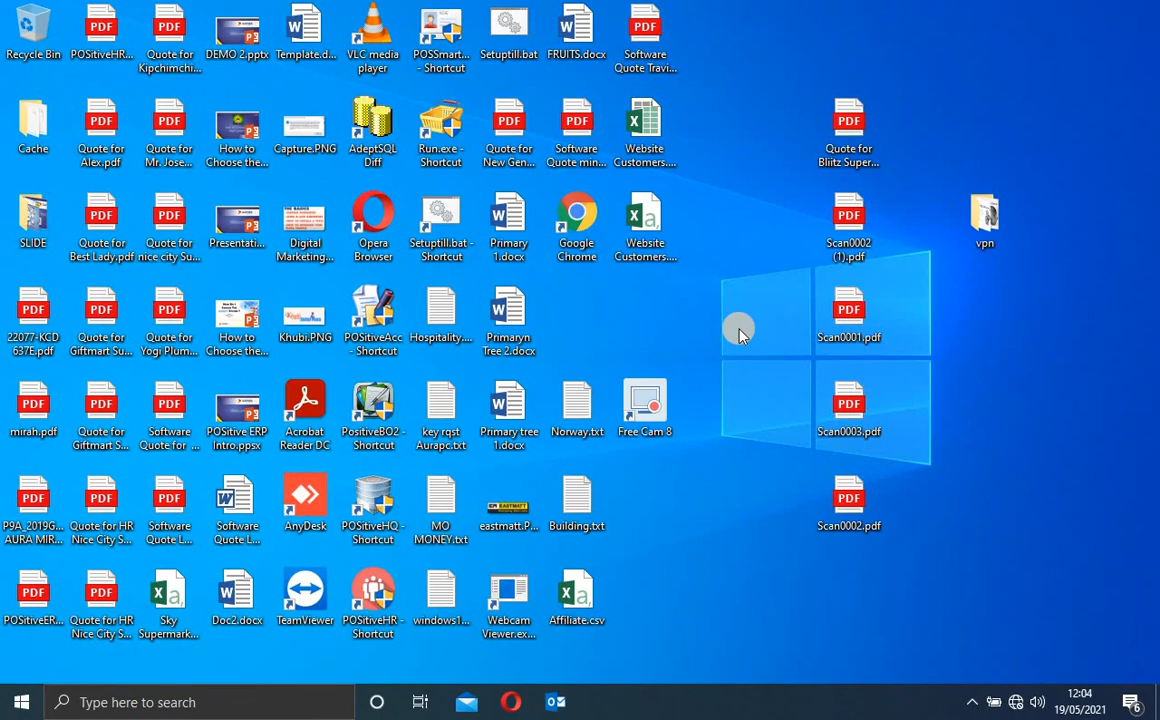 Recycle Bin
POSitiveHR...
Quote for
Kipchimchi...
DEMO 2.pptx
Template.d...
VLC media
player
POSSmart...
- Shortcut
Setuptill.bat
FRUITS.docx
Software
Quote Travi...
Cache
Quote for
Alex.pdf
Quote for
Mr. Jose...
How to
Choose the...
Capture.PNG
AdeptSQL
Diff
Run.exe -
Shortcut
Quote for
New Gen...
Software
Quote min...
Website
Customers....
Quote for
Bliitz Super...
SLIDE
Quote for
Best Lady.pdf
Quote for
nice city Su...
Presentati...
Digital
Marketing...
Opera
Browser
Setuptill.bat -
Shortcut
Primary
1.docx
Google
Chrome
Website
Customers....
Scan0002
(1).pdf
vpn
22077-KCD
637E.pdf
Quote for
Giftmart Su...
Quote for
Yogi Plum...
How to
Choose the...
Khubi.PNG
POSitiveAcc
- Shortcut
Hospitality....
Primaryn
Tree 2.docx
Scan0001.pdf
mirah.pdf
Quote for
Giftmart S...
Software
Quote for ...
POSitive ERP
Intro.ppsx
Acrobat
Reader DC
PositiveBO2 -
Shortcut
key rqst
Aurapc.txt
Primary tree
1.docx
Norway.txt
Free Cam 8
Scan0003.pdf
P9A_2019G...
AURA MIR...
Quote for HR
Nice City S...
Software
Quote L...
Software
Quote L...
AnyDesk
POSitiveHQ -
Shortcut
MO
MONEY.txt
eastmatt.P...
Building.txt
Scan0002.pdf
POSitiveER...
Quote for HR
Nice City S...
Sky
Supermark...
Doc2.docx
TeamViewer
POSitiveHR -
Shortcut
windows1...
Webcam
Viewer.ex...
Affiliate.csv
Type here to search
12:04
19/05/2021
6